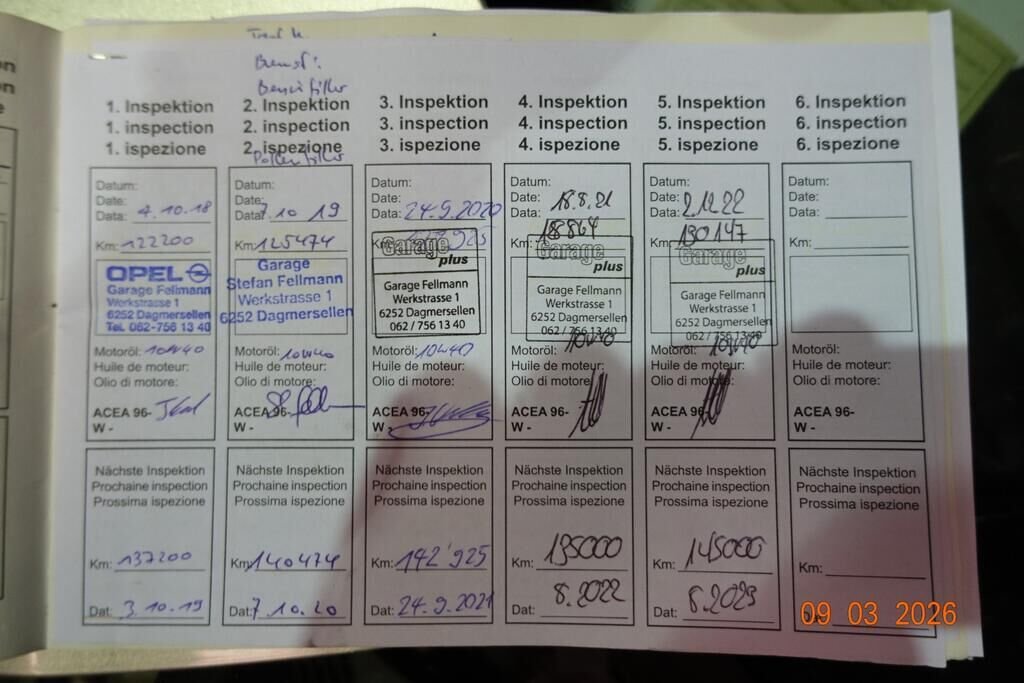 Benzinfilter
Pollenfilter
1. Inspektion
1. inspection
1. ispezione
Datum:
Date:
Data: 4.10.18
Km: 122200
OPEL
Garage Fellmann
Werkstrasse 1
6252 Dagmersellen
Tel. 062-756 13 40
Motoröl: 10W40
Huile de moteur:
Olio di motore:
ACEA 96-
W -
Nächste Inspektion
Prochaine inspection
Prossima ispezione
Km: 137200
Dat: 3.10.19
2. Inspektion
2. inspection
2. ispezione
Datum:
Date:
Data: 7.10 19
Km: 125474
Garage
Stefan Fellmann
Werkstrasse 1
6252 Dagmersellen
Motoröl: 10W40
Huile de moteur:
Olio di motore:
ACEA 96-
W -
Nächste Inspektion
Prochaine inspection
Prossima ispezione
Km: 140474
Dat: 7.10.20
3. Inspektion
3. inspection
3. ispezione
Datum:
Date:
Data: 24.9.2020
Garage
plus
Garage Fellmann
Werkstrasse 1
6252 Dagmersellen
062 / 756 13 40
Motoröl: 10W40
Huile de moteur:
Olio di motore:
ACEA 96-
W -
Nächste Inspektion
Prochaine inspection
Prossima ispezione
Km: 142'925
Dat: 24.9.2021
4. Inspektion
4. inspection
4. ispezione
Datum:
Date:
Data: 18.8.21
Km:
Garage
plus
Garage Fellmann
Werkstrasse 1
6252 Dagmersellen
062 / 756 13 40
Motoröl: 10W40
Huile de moteur:
Olio di motore:
ACEA 96-
W -
Nächste Inspektion
Prochaine inspection
Prossima ispezione
Km: 135000
Dat: 8.2022
5. Inspektion
5. inspection
5. ispezione
Datum:
Date:
Data: 2.11.22
Km: 130147
Garage
plus
Garage Fellmann
Werkstrasse 1
6252 Dagmersellen
062 / 756 13 40
Motoröl: 10W40
Huile de moteur:
Olio di motore:
ACEA 96-
W -
Nächste Inspektion
Prochaine inspection
Prossima ispezione
Km: 145000
Dat: 8.2023
6. Inspektion
6. inspection
6. ispezione
Datum:
Date:
Data:
Km:
Motoröl:
Huile de moteur:
Olio di motore:
ACEA 96-
W -
Nächste Inspektion
Prochaine inspection
Prossima ispezione
Km:
09 03 2026